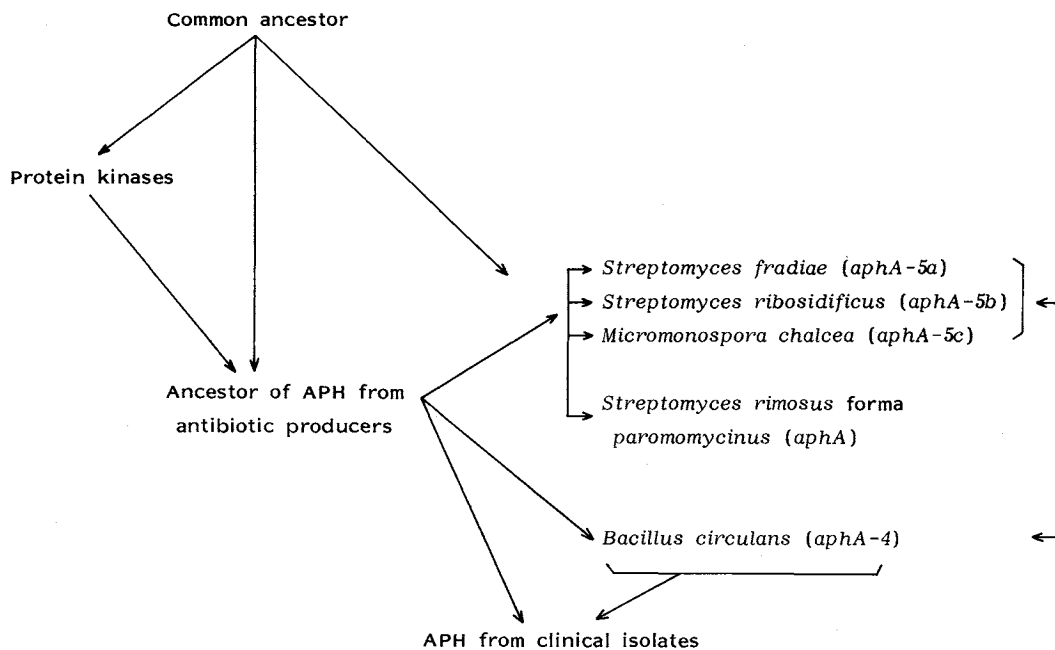 Common ancestor
Protein kinases
Streptomyces fradiae (aphA-5a)
Streptomyces ribosidificus (aphA-5b)
Micromonospora chalcea (aphA-5c)
Ancestor of APH from
antibiotic producers
Streptomyces rimosus forma
paromomycinus (aphA)
Bacillus circulans (aphA-4)
APH from clinical isolates